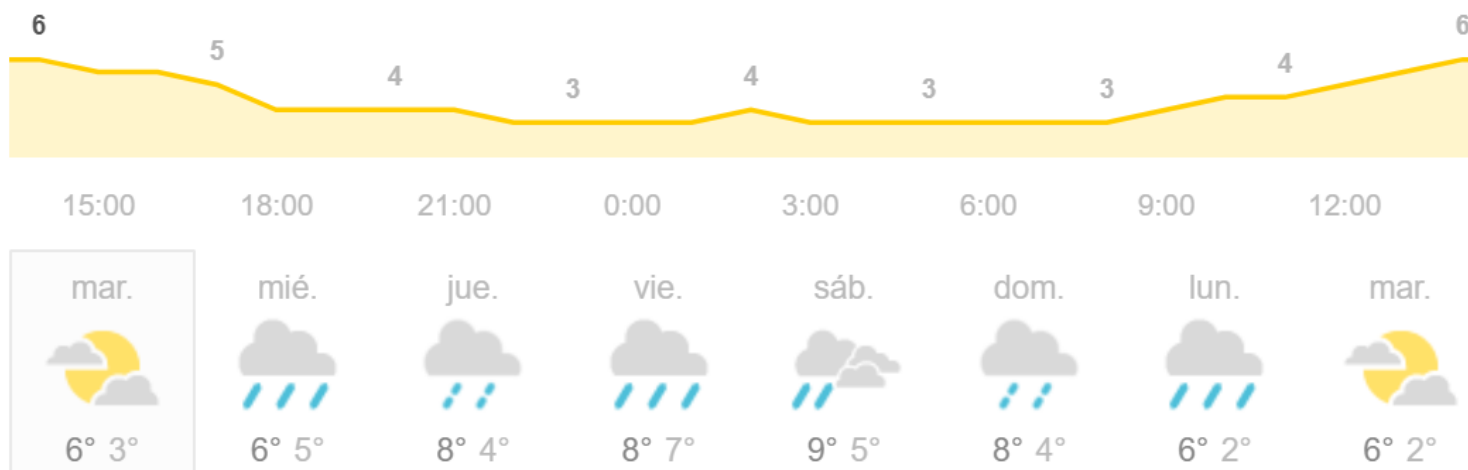 6 5 4 3 4 3 3 4 6
15:00 18:00 21:00 0:00 3:00 6:00 9:00 12:00
mar. mié. jue. vie. sáb. dom. lun. mar.
6° 3° 6° 5° 8° 4° 8° 7° 9° 5° 8° 4° 6° 2° 6° 2°